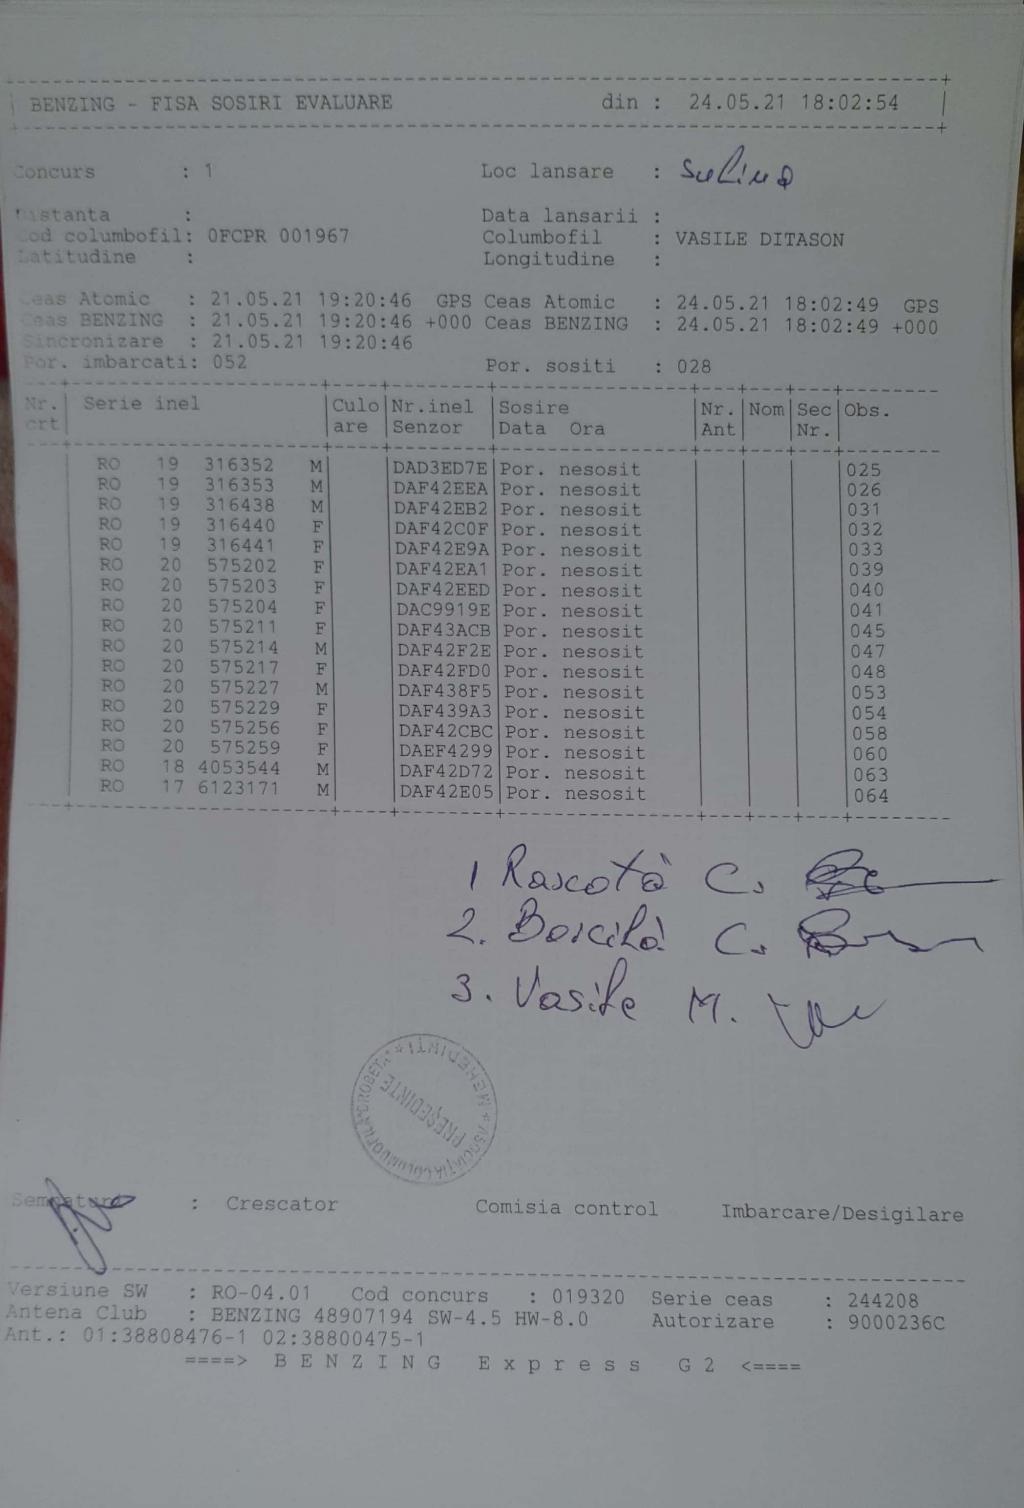 BENZING - FISA SOSIRI EVALUARE din : 24.05.21 18:02:54
Concurs : 1 Loc lansare : Sulina
Distanta : Data lansarii :
Cod columbofil: 0FCPR 001967 Columbofil : VASILE DITASON
Latitudine : Longitudine :
Ceas Atomic : 21.05.21 19:20:46 GPS Ceas Atomic : 24.05.21 18:02:49 GPS
Ceas BENZING : 21.05.21 19:20:46 +000 Ceas BENZING : 24.05.21 18:02:49 +000
Sincronizare : 21.05.21 19:20:46
Por. imbarcati: 052 Por. sositi : 028
Nr. Serie inel Culo Nr.inel Sosire Nr. Nom Sec Obs.
crt are Senzor Data Ora Ant Nr.
RO 19 316352 M DAD3ED7E Por. nesosit 025
RO 19 316353 M DAF42EEA Por. nesosit 026
RO 19 316438 M DAF42EB2 Por. nesosit 031
RO 19 316440 F DAF42C0F Por. nesosit 032
RO 19 316441 F DAF42E9A Por. nesosit 033
RO 20 575202 F DAF42EA1 Por. nesosit 039
RO 20 575203 F DAF42EED Por. nesosit 040
RO 20 575204 F DAC9919E Por. nesosit 041
RO 20 575211 F DAF43ACB Por. nesosit 045
RO 20 575214 M DAF42F2E Por. nesosit 047
RO 20 575217 F DAF42FD0 Por. nesosit 048
RO 20 575227 M DAF438F5 Por. nesosit 053
RO 20 575229 F DAF439A3 Por. nesosit 054
RO 20 575256 F DAF42CBC Por. nesosit 058
RO 20 575259 F DAEF4299 Por. nesosit 060
RO 18 4053544 M DAF42D72 Por. nesosit 063
RO 17 6123171 M DAF42E05 Por. nesosit 064
1 Rascotă C.
2. Borcilă C.
3. Vasile M.
ASOCIAŢIA COLUMBOFILĂ DROBETA * MEHEDINŢI *
PREŞEDINTE
Semnatura : Crescator Comisia control Imbarcare/Desigilare
Versiune SW : RO-04.01 Cod concurs : 019320 Serie ceas : 244208
Antena Club : BENZING 48907194 SW-4.5 HW-8.0 Autorizare : 9000236C
Ant.: 01:38808476-1 02:38800475-1
====> B E N Z I N G E x p r e s s G 2 <====